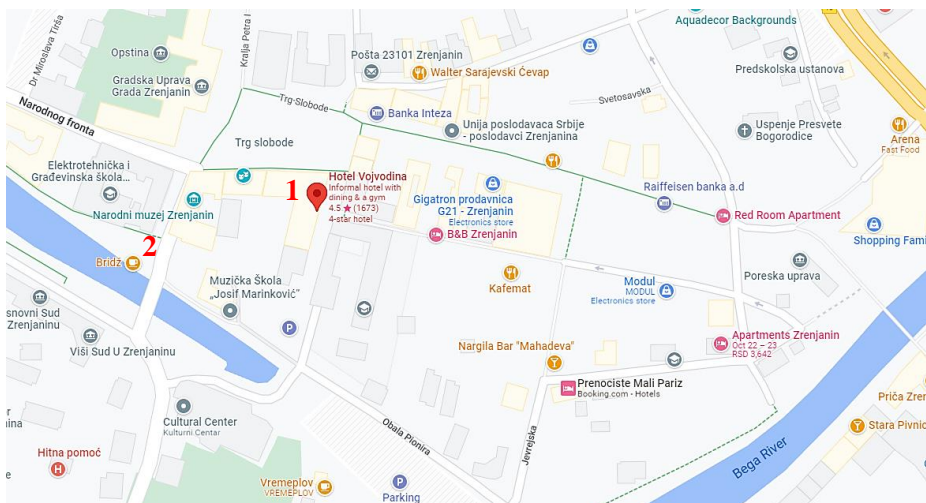 Dr Miroslava Tirša
Opstina
Gradska Uprava
Grada Zrenjanin
Kralja Petra I
Pošta 23101 Zrenjanin
Walter Sarajevski Ćevap
Aquadecor Backgrounds
Predskolska ustanova
Narodnog fronta
Trg Slobode
Banka Inteza
Svetosavska
Unija poslodavaca Srbije
- poslodavci Zrenjanina
Uspenje Presvete
Bogorodice
Arena
Fast Food
Trg slobode
Elektrotehnička i
Građevinska škola...
1
Hotel Vojvodina
Informal hotel with
dining & a gym
4.5 ★ (1673)
4-star hotel
Gigatron prodavnica
G21 - Zrenjanin
Electronics store
Raiffeisen banka a.d
Narodni muzej Zrenjanin
Red Room Apartment
B&B Zrenjanin
Shopping Fami
2
Bridž
Muzička Škola
„Josif Marinković”
Kafemat
Modul
MODUL
Electronics store
Poreska uprava
snovni Sud
Zrenjaninu
Viši Sud U Zrenjaninu
P
Nargila Bar "Mahadeva"
Apartments Zrenjanin
Oct 22 – 23
RSD 3,642
Prenociste Mali Pariz
Booking.com - Hotels
Priča Zren
Cultural Center
Kulturni Centar
Obala Pionira
Jevrejska
Bega River
Stara Pivnic
ina
Hitna pomoć
H
Vremeplov
VREMEPLOV
P
Parking